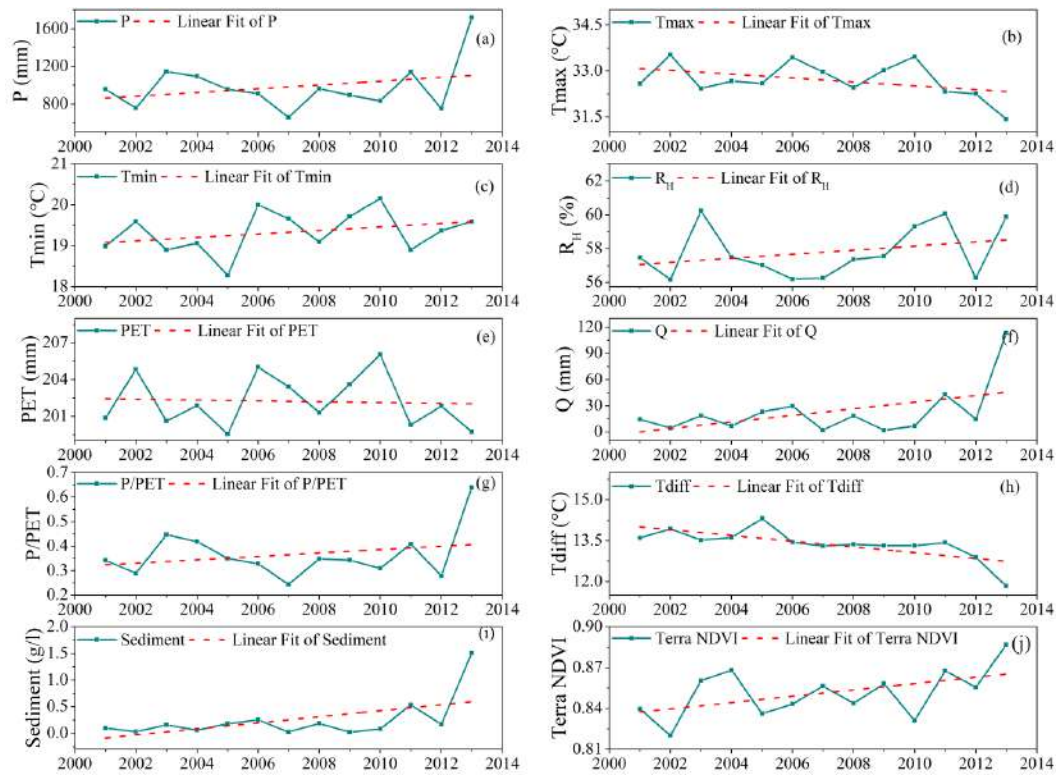 P Linear Fit of P (a)
P (mm)
1600
1200
800
400
2000 2002 2004 2006 2008 2010 2012 2014
Tmax Linear Fit of Tmax (b)
Tmax (°C)
34.5
33.0
31.5
2000 2002 2004 2006 2008 2010 2012 2014
Tmin Linear Fit of Tmin (c)
Tmin (°C)
21
20
19
18
2000 2002 2004 2006 2008 2010 2012 2014
R_H Linear Fit of R_H (d)
R_H (%)
62
60
58
56
2000 2002 2004 2006 2008 2010 2012 2014
PET Linear Fit of PET (e)
PET (mm)
207
204
201
2000 2002 2004 2006 2008 2010 2012 2014
Q Linear Fit of Q (f)
Q (mm)
120
90
60
30
0
2000 2002 2004 2006 2008 2010 2012 2014
P/PET Linear Fit of P/PET (g)
P/PET
0.7
0.6
0.5
0.4
0.3
0.2
2000 2002 2004 2006 2008 2010 2012 2014
Tdiff Linear Fit of Tdiff (h)
Tdiff (°C)
15.0
13.5
12.0
2000 2002 2004 2006 2008 2010 2012 2014
Sediment Linear Fit of Sediment (i)
Sediment (g/l)
2.0
1.5
1.0
0.5
0.0
2000 2002 2004 2006 2008 2010 2012 2014
Terra NDVI Linear Fit of Terra NDVI (j)
Terra NDVI
0.90
0.87
0.84
0.81
2000 2002 2004 2006 2008 2010 2012 2014